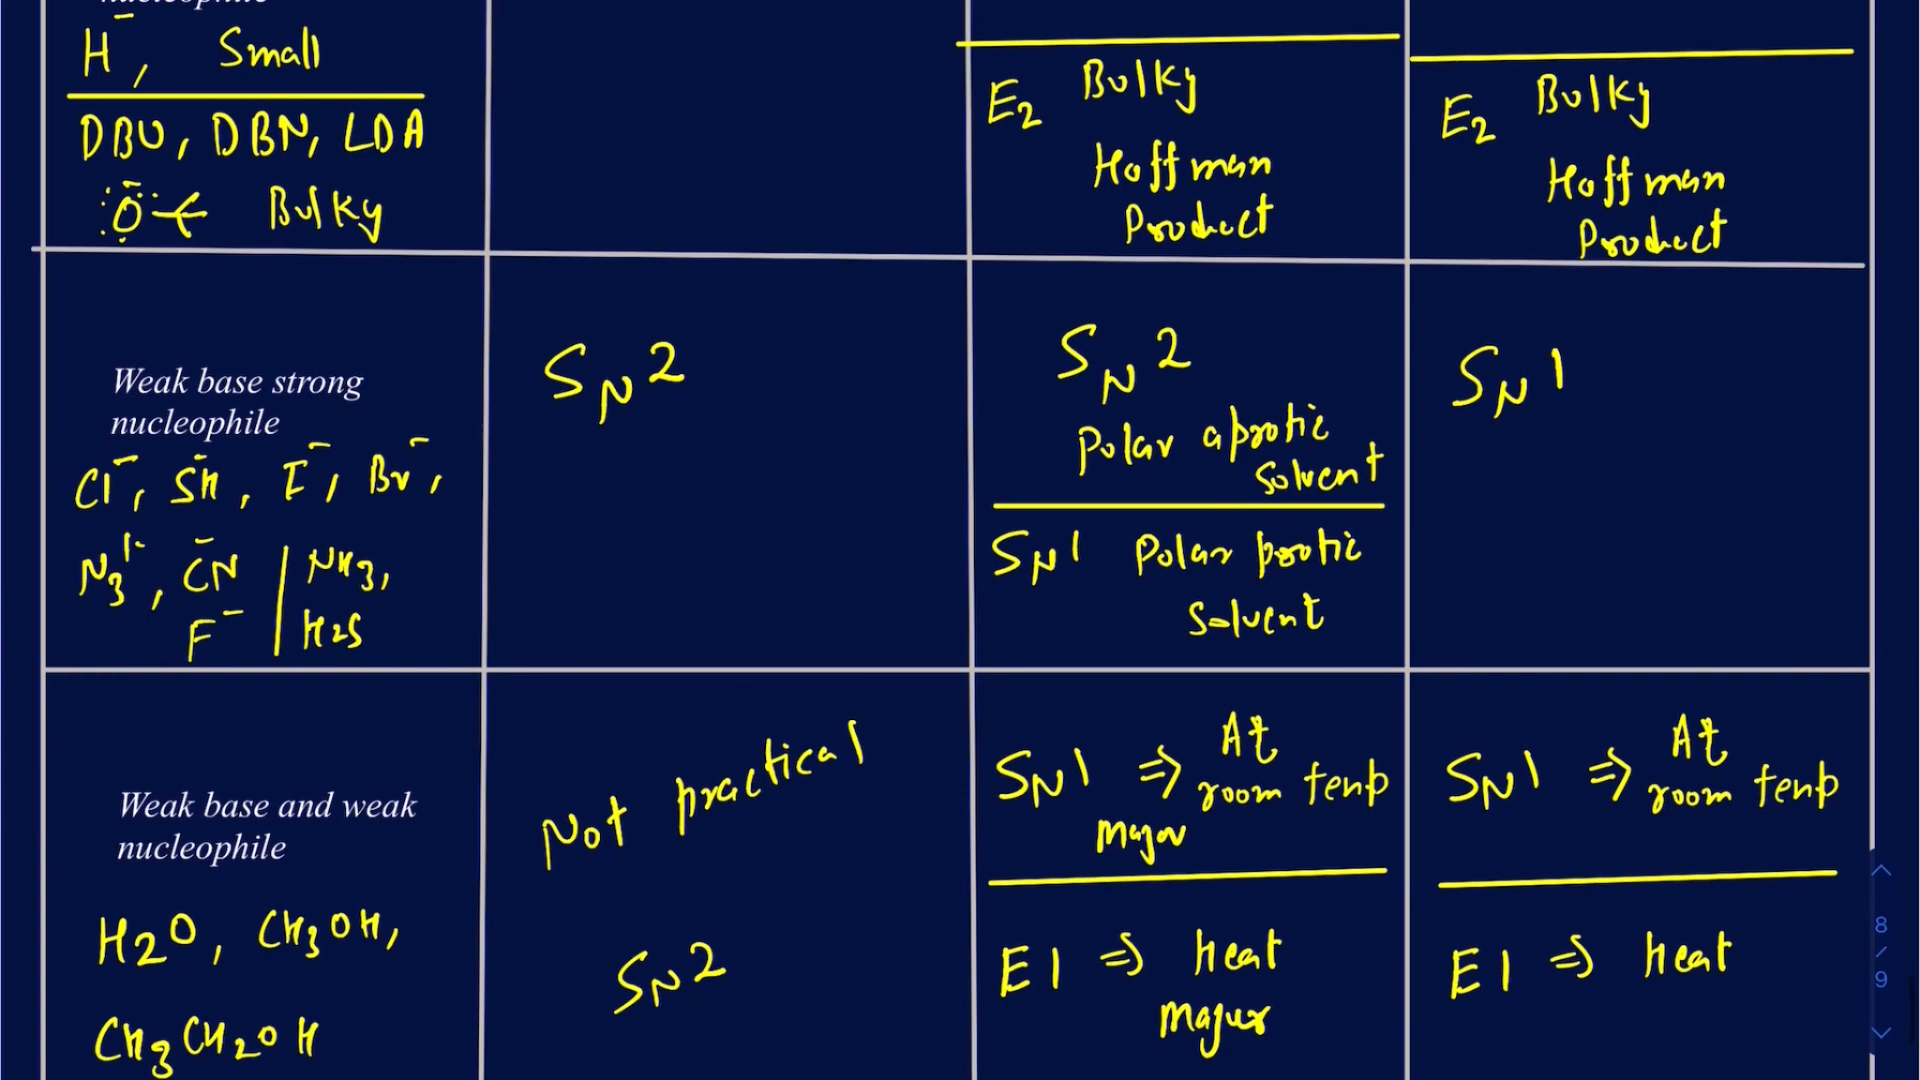 H⁻, Small
DBU, DBN, LDA
:Ö⁻ Bulky
E2 Bulky
Hoffman
Product
E2 Bulky
Hoffman
Product
Weak base strong
nucleophile
Cl⁻, SH⁻, I⁻, Br⁻,
N3⁻, CN⁻ | NH3,
F⁻ | H2S
SN2
SN2
Polar aprotic
solvent
SN1 Polar protic
Solvent
SN1
Weak base and weak
nucleophile
H2O, CH3OH,
CH3CH2OH
Not practical
SN2
SN1 ⇒ At
room temp
Major
E1 ⇒ Heat
Major
SN1 ⇒ At
room temp
E1 ⇒ Heat
8
/
9